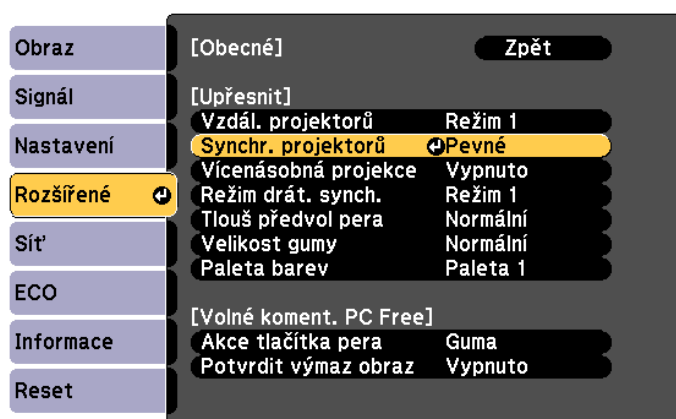 Obraz
Signál
Nastavení
Rozšířené
Síť
ECO
Informace
Reset
[Obecné] Zpět
[Upřesnit]
Vzdál. projektorů Režim 1
Synchr. projektorů Pevné
Vícenásobná projekce Vypnuto
Režim drát. synch. Režim 1
Tlouš předvol pera Normální
Velikost gumy Normální
Paleta barev Paleta 1
[Volné koment. PC Free]
Akce tlačítka pera Guma
Potvrdit výmaz obraz Vypnuto